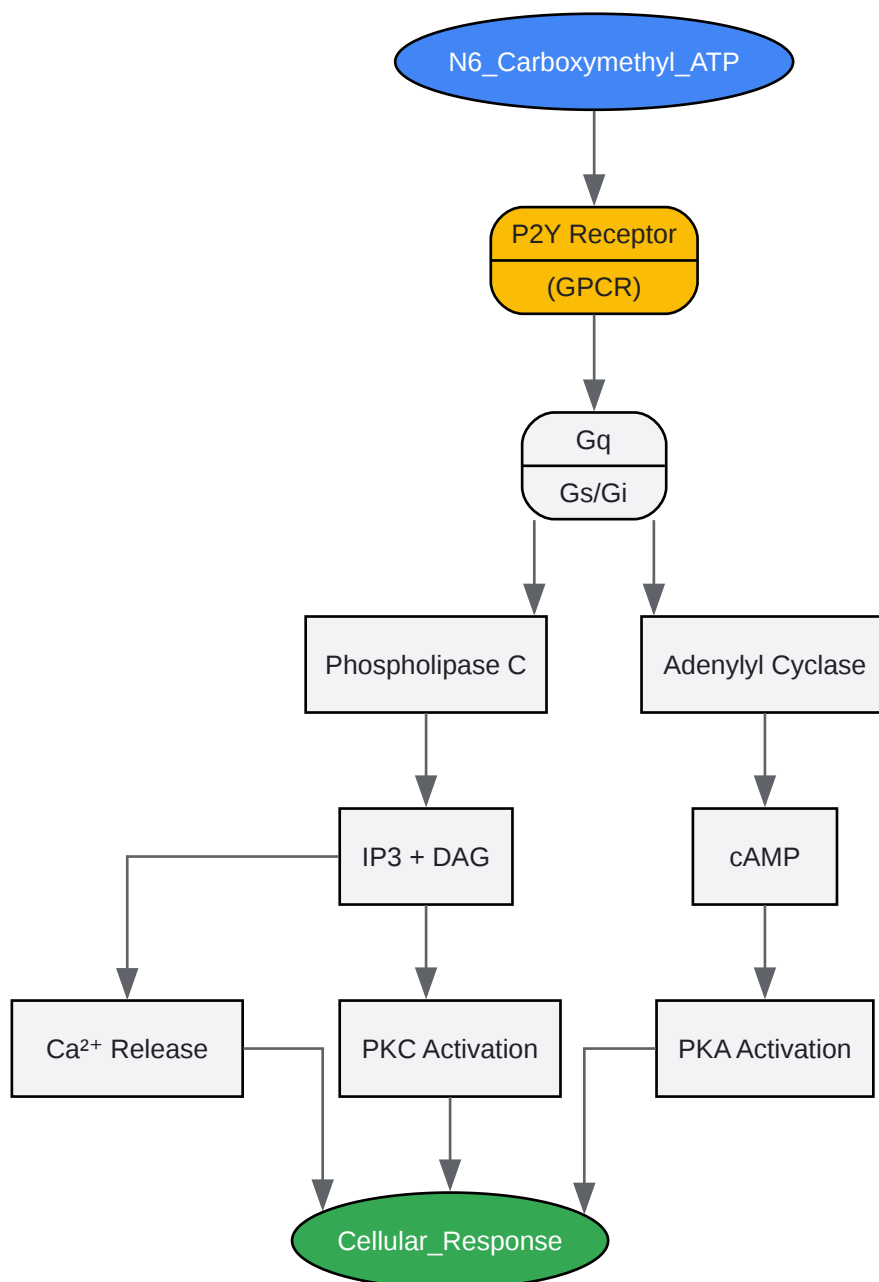 N6_Carboxymethyl_ATP
P2Y Receptor
(GPCR)
Gq
Gs/Gi
Phospholipase C
Adenylyl Cyclase
IP3 + DAG
cAMP
Ca²⁺ Release
PKC Activation
PKA Activation
Cellular_Response